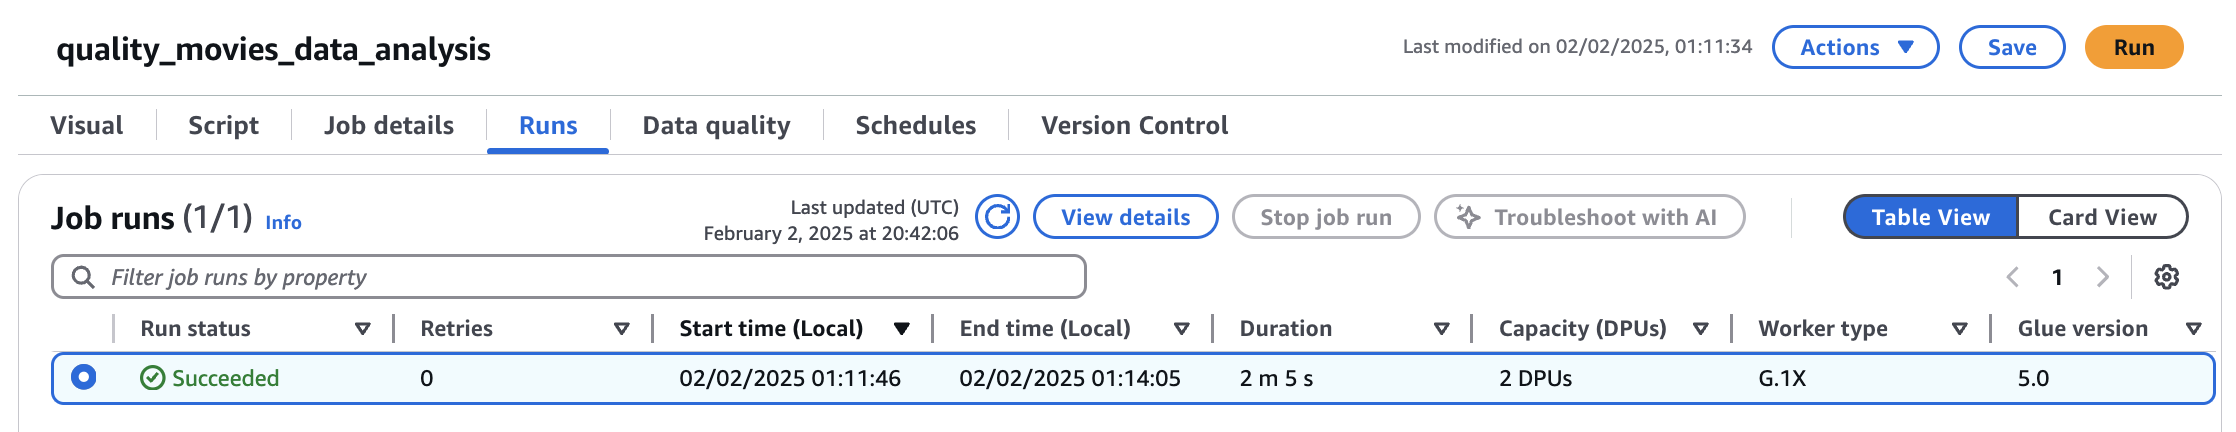 quality_movies_data_analysis
Last modified on 02/02/2025, 01:11:34
Actions
Save
Run
Visual
Script
Job details
Runs
Data quality
Schedules
Version Control
Job runs (1/1) Info
Last updated (UTC)
February 2, 2025 at 20:42:06
View details
Stop job run
Troubleshoot with AI
Table View
Card View
Filter job runs by property
1
Run status
Retries
Start time (Local)
End time (Local)
Duration
Capacity (DPUs)
Worker type
Glue version
Succeeded
0
02/02/2025 01:11:46
02/02/2025 01:14:05
2 m 5 s
2 DPUs
G.1X
5.0